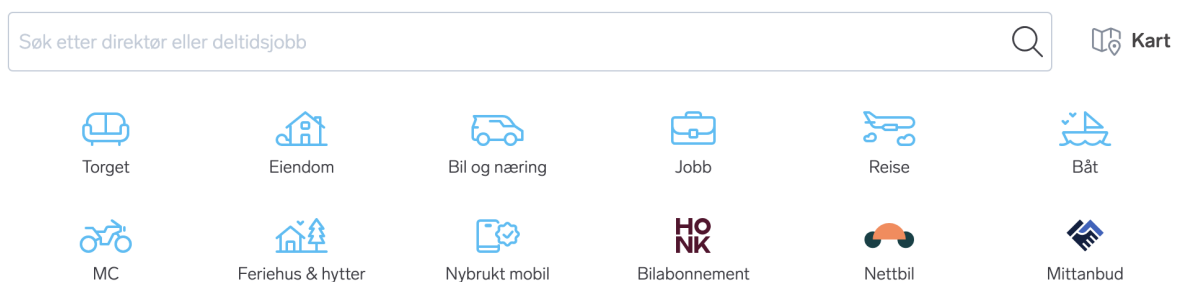 Søk etter direktør eller deltidsjobb
Kart
Torget
Eiendom
Bil og næring
Jobb
Reise
Båt
HO
NK
MC
Feriehus & hytter
Nybrukt mobil
Bilabonnement
Nettbil
Mittanbud